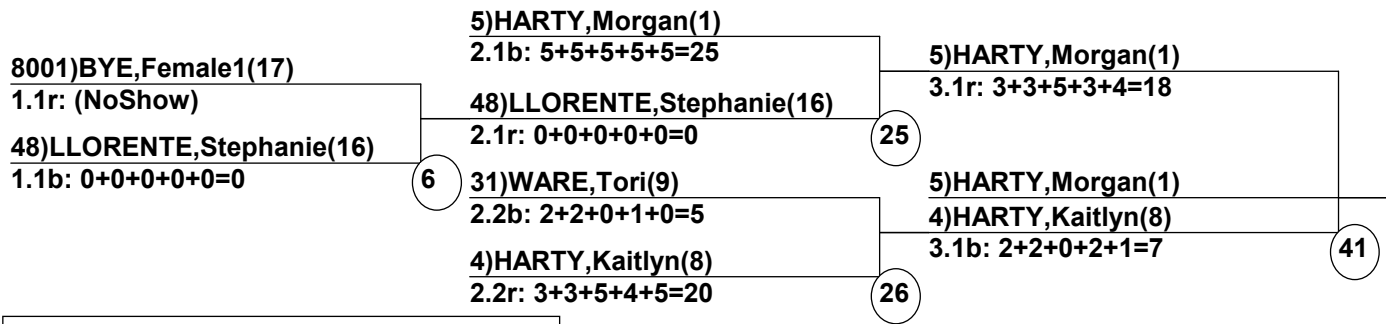 8001)BYE,Female1(17)
1.1r: (NoShow)
48)LLORENTE,Stephanie(16)
1.1b: 0+0+0+0+0=0
6
5)HARTY,Morgan(1)
2.1b: 5+5+5+5+5=25
48)LLORENTE,Stephanie(16)
2.1r: 0+0+0+0+0=0
25
31)WARE,Tori(9)
2.2b: 2+2+0+1+0=5
4)HARTY,Kaitlyn(8)
2.2r: 3+3+5+4+5=20
26
5)HARTY,Morgan(1)
3.1r: 3+3+5+3+4=18
5)HARTY,Morgan(1)
4)HARTY,Kaitlyn(8)
3.1b: 2+2+0+2+1=7
41